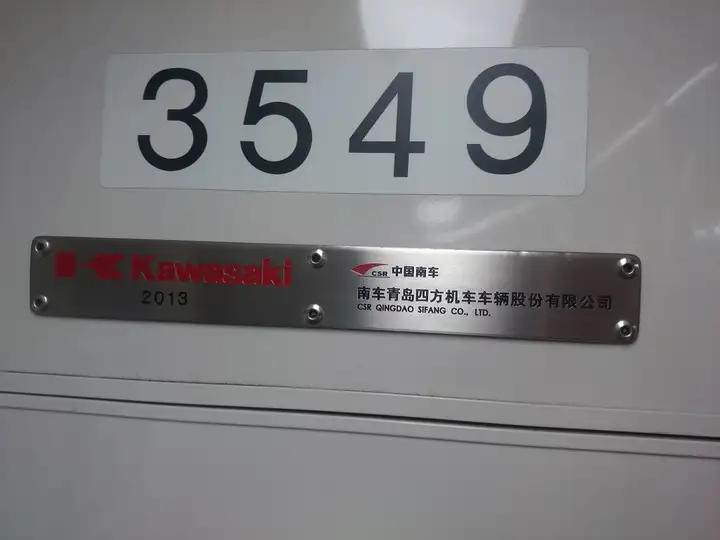 3549
Kawasaki
2013
CSR 中国南车
南车青岛四方机车车辆股份有限公司
CSR QINGDAO SIFANG CO., LTD.